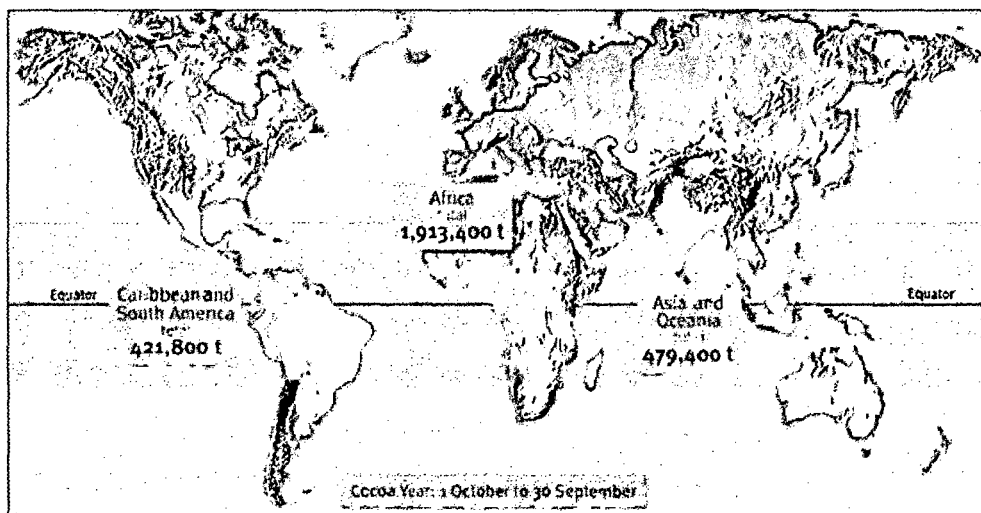 Africa
1,913,400 t
Equator
Caribbean and
South America
421,800 t
Asia and
Oceania
479,400 t
Equator
Cocoa Year: 1 October to 30 September